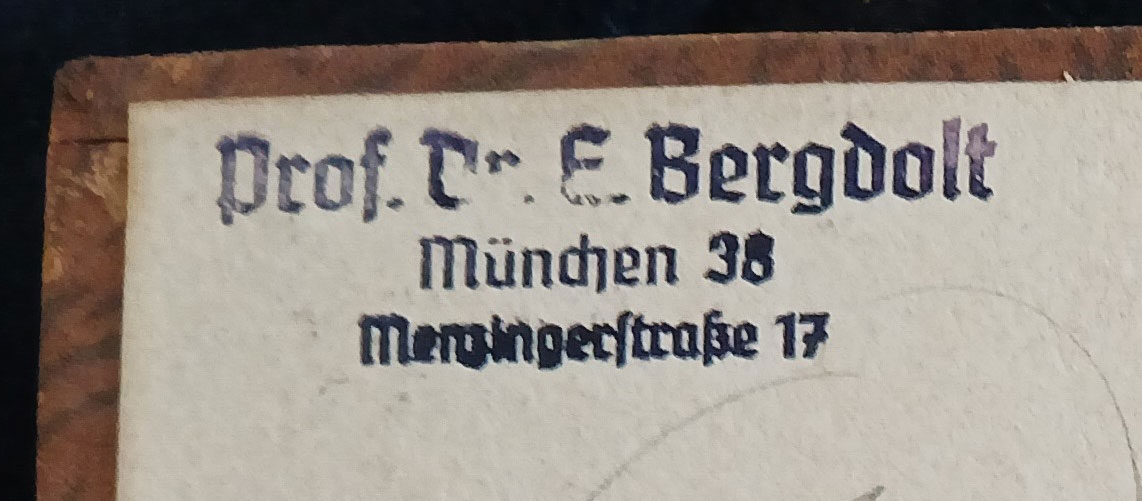 Prof. Dr. E. Bergdolt
München 38
Menzingerstraße 17